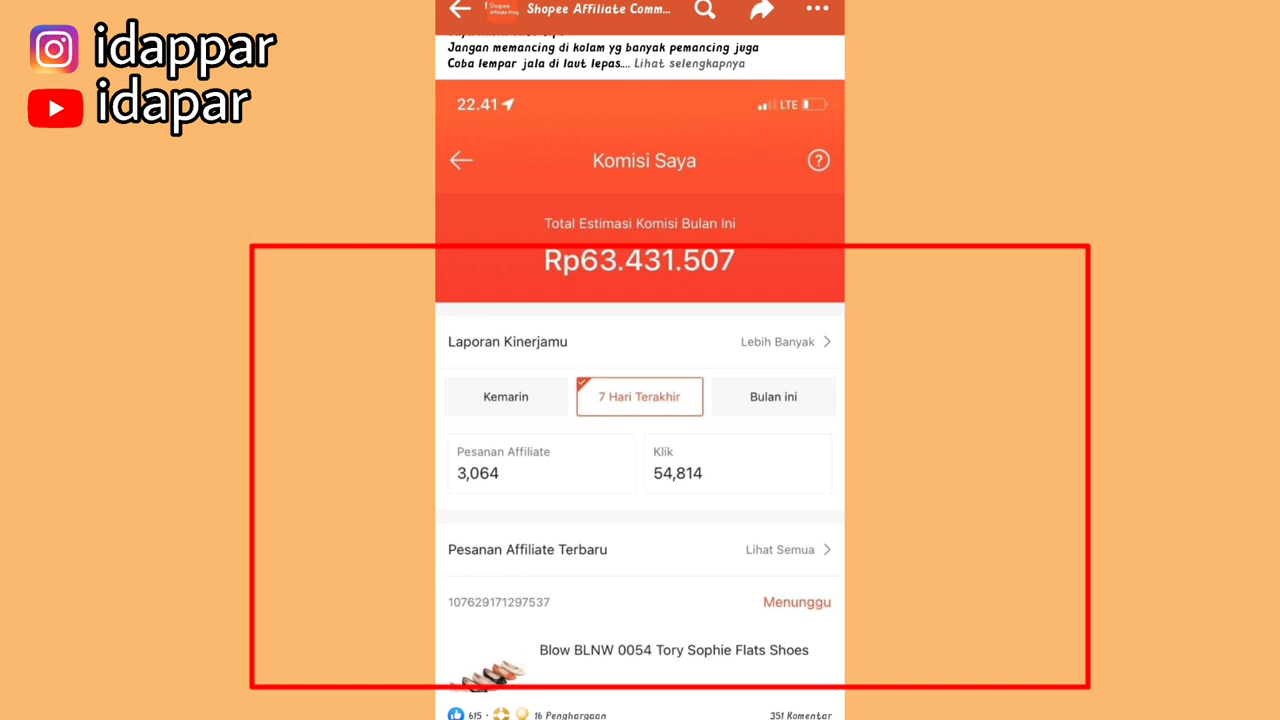 idappar
idapar
Shopee Affiliate Comm...
Jangan memancing di kolam yg banyak pemancing juga
Coba lempar jala di laut lepas.... Lihat selengkapnya
22.41
LTE
Komisi Saya
?
Total Estimasi Komisi Bulan Ini
Rp63.431.507
Laporan Kinerjamu
Lebih Banyak
Kemarin
7 Hari Terakhir
Bulan ini
Pesanan Affiliate
3,064
Klik
54,814
Pesanan Affiliate Terbaru
Lihat Semua
107629171297537
Menunggu
Blow BLNW 0054 Tory Sophie Flats Shoes
615 · 16 Penghargaan
351 Komentar